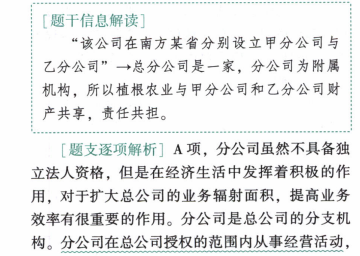 [题干信息解读]
“该公司在南方某省分别设立甲分公司与
乙分公司”→总分公司是一家，分公司为附属
机构，所以植根农业与甲分公司和乙分公司财
产共享，责任共担。
[题支逐项解析] A 项，分公司虽然不具备独
立法人资格，但是在经济生活中发挥着积极的作
用，对于扩大总公司的业务辐射面积，提高业务
效率有很重要的作用。分公司是总公司的分支机
构。分公司在总公司授权的范围内从事经营活动，